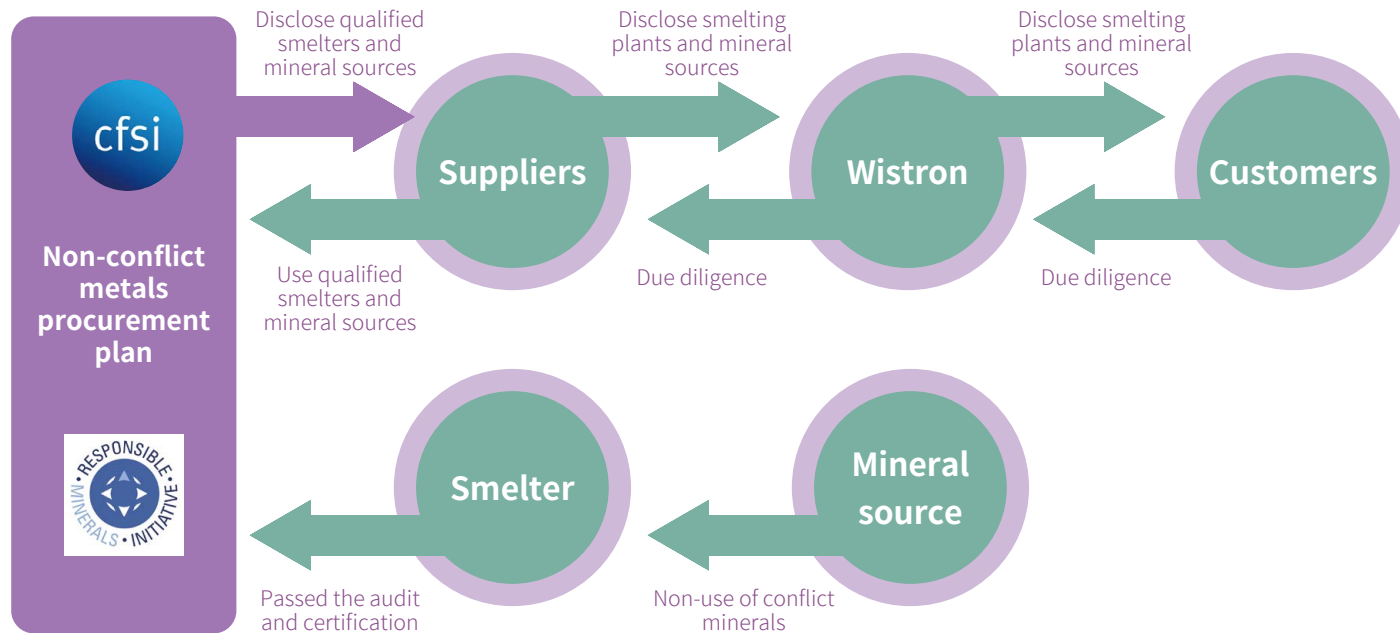 Disclose qualified
smelters and
mineral sources
Disclose smelting
plants and mineral
sources
Disclose smelting
plants and mineral
sources
cfsi
Suppliers
Wistron
Customers
Non-conflict
metals
procurement
plan
Use qualified
smelters and
mineral sources
Due diligence
Due diligence
RESPONSIBLE
MINERALS • INITIATIVE
Smelter
Mineral
source
Passed the audit
and certification
Non-use of conflict
minerals